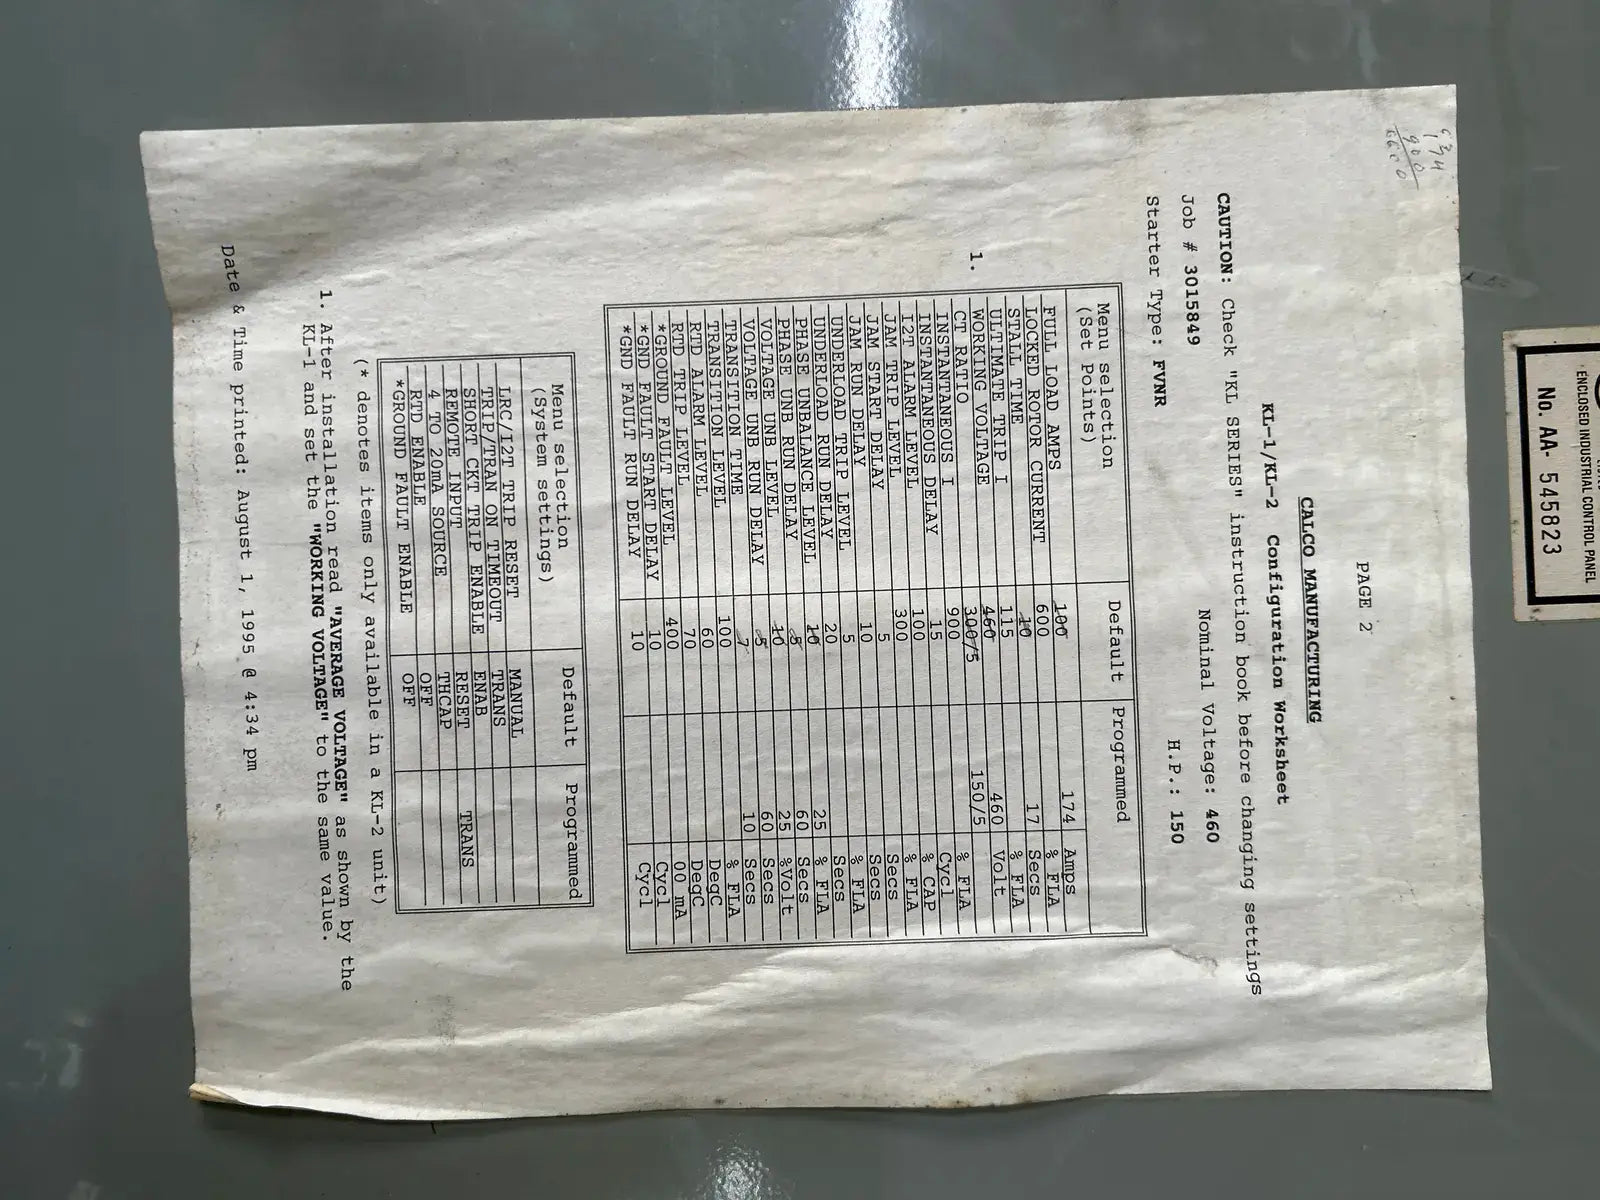 PAGE 2
CALCO MANUFACTURING
KL-1/KL-2 Configuration Worksheet
CAUTION: Check "KL SERIES" instruction book before changing settings
Job # 3015849 Nominal Voltage: 460
Starter Type: FVNR H.P.: 150
Menu selection Default Programmed
(Set Points)
FULL LOAD AMPS 100 174 Amps
LOCKED ROTOR CURRENT 600 % FLA
STALL TIME 10 17 Secs
ULTIMATE TRIP I 115 % FLA
1. WORKING VOLTAGE 460 460 Volt
CT RATIO 300/5 150/5
INSTANTANEOUS I 900 % FLA
INSTANTANEOUS DELAY 15 Cycl
I2T ALARM LEVEL 100 % CAP
JAM TRIP LEVEL 300 % FLA
JAM START DELAY 5 Secs
JAM RUN DELAY 10 Secs
UNDERLOAD TRIP LEVEL 5 % FLA
UNDERLOAD RUN DELAY 20 Secs
PHASE UNBALANCE LEVEL 10 25 % FLA
PHASE UNB RUN DELAY 5 60 Secs
VOLTAGE UNB LEVEL 10 25 %Volt
VOLTAGE UNB RUN DELAY 5 60 Secs
TRANSITION TIME 7 10 Secs
TRANSITION LEVEL 100 % FLA
RTD ALARM LEVEL 60 DegC
RTD TRIP LEVEL 70 DegC
*GROUND FAULT LEVEL 400 00 mA
*GND FAULT START DELAY 10 Cycl
*GND FAULT RUN DELAY 10 Cycl
Menu selection Default Programmed
(System settings)
LRC/I2T TRIP RESET MANUAL
TRIP/TRAN ON TIMEOUT TRANS
SHORT CKT TRIP ENABLE ENAB
REMOTE INPUT RESET TRANS
4 TO 20mA SOURCE THCAP
RTD ENABLE OFF
*GROUND FAULT ENABLE OFF
(* denotes items only available in a KL-2 unit)
1. After installation read "AVERAGE VOLTAGE" as shown by the
KL-1 and set the "WORKING VOLTAGE" to the same value.
Date & Time printed: August 1, 1995 @ 4:34 pm
ENCLOSED INDUSTRIAL CONTROL PANEL
No. AA- 545823